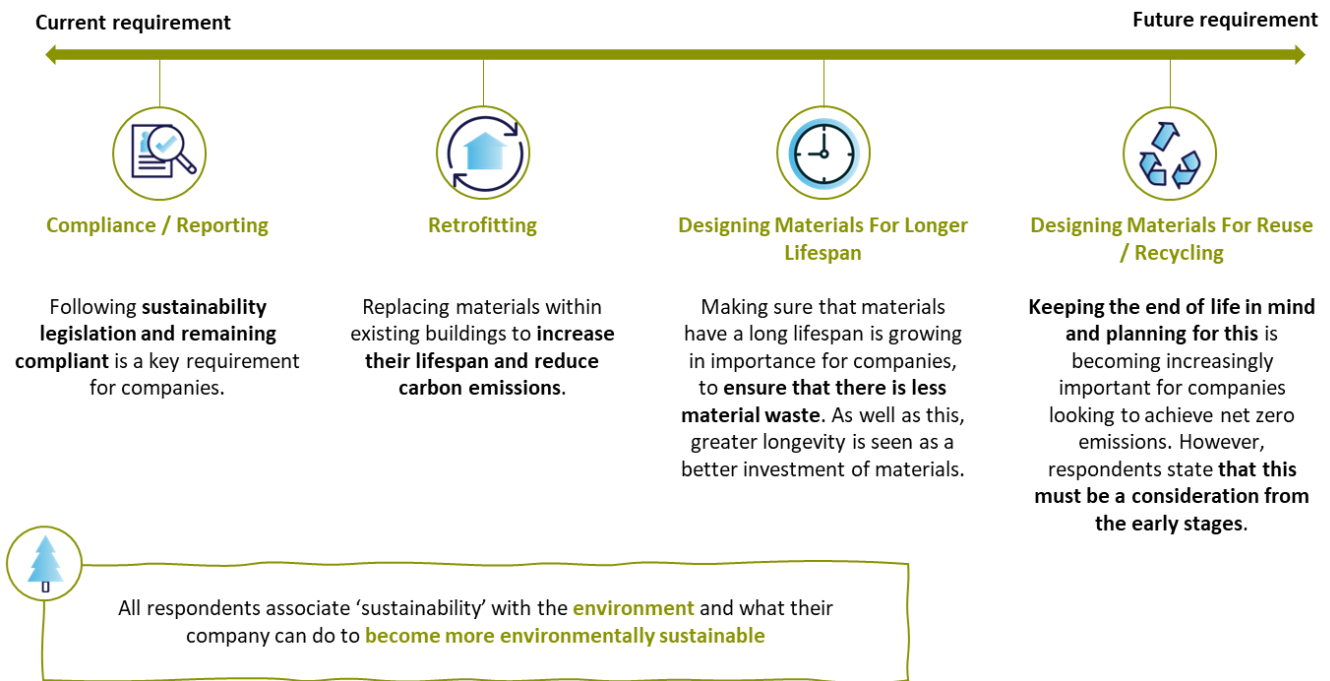 Current requirement
Future requirement
Compliance / Reporting
Following sustainability
legislation and remaining
compliant is a key requirement
for companies.
Retrofitting
Replacing materials within
existing buildings to increase
their lifespan and reduce
carbon emissions.
Designing Materials For Longer
Lifespan
Making sure that materials
have a long lifespan is growing
in importance for companies,
to ensure that there is less
material waste. As well as this,
greater longevity is seen as a
better investment of materials.
Designing Materials For Reuse
/ Recycling
Keeping the end of life in mind
and planning for this is
becoming increasingly
important for companies
looking to achieve net zero
emissions. However,
respondents state that this
must be a consideration from
the early stages.
All respondents associate ‘sustainability’ with the environment and what their
company can do to become more environmentally sustainable